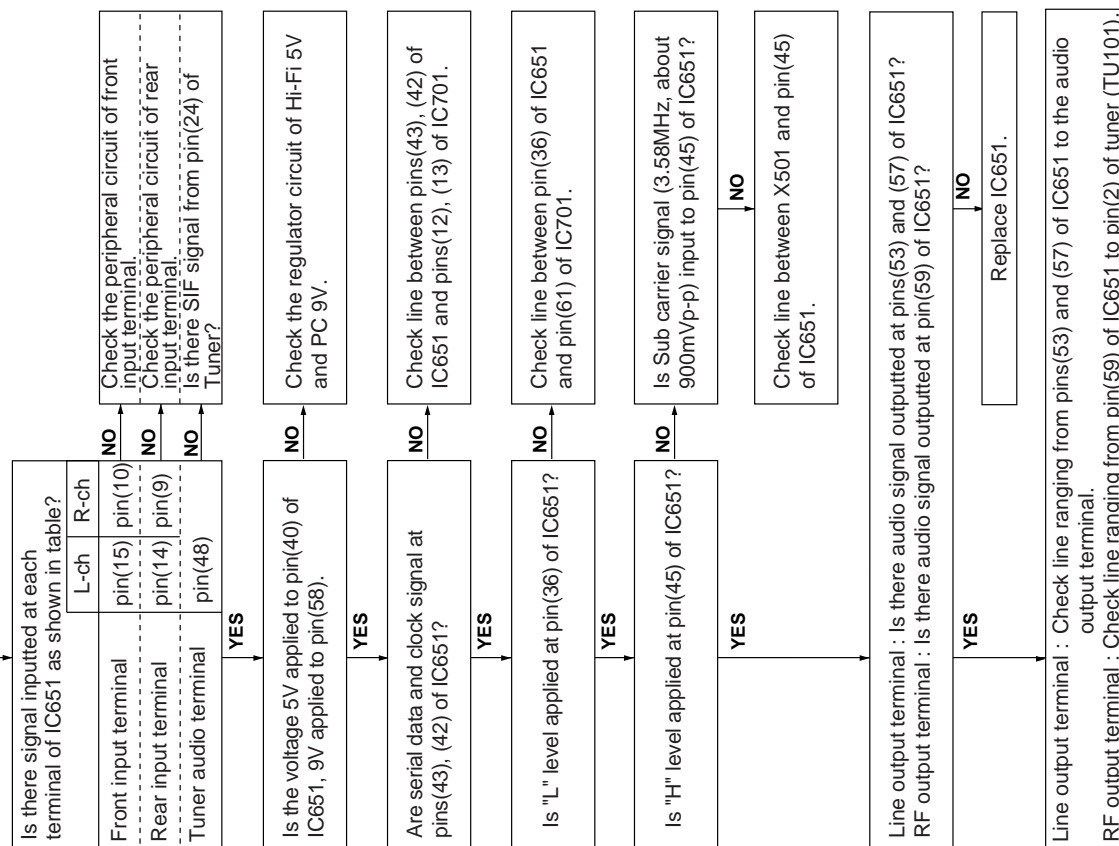 Is there signal inputted at each
terminal of IC651 as shown in table?
L-ch R-ch
Front input terminal pin(15) pin(10)
Rear input terminal pin(14) pin(9)
Tuner audio terminal pin(48)
NO
NO
NO
Check the peripheral circuit of front
input terminal.
Check the peripheral circuit of rear
input terminal.
Is there SIF signal from pin(24) of
Tuner?
YES
Is the voltage 5V applied to pin(40) of
IC651, 9V applied to pin(58).
NO
Check the regulator circuit of Hi-Fi 5V
and PC 9V.
YES
Are serial data and clock signal at
pins(43), (42) of IC651?
NO
Check line between pins(43), (42) of
IC651 and pins(12), (13) of IC701.
YES
Is "L" level applied at pin(36) of IC651?
NO
Check line between pin(36) of IC651
and pin(61) of IC701.
YES
Is "H" level applied at pin(45) of IC651?
NO
Is Sub carrier signal (3.58MHz, about
900mVp-p) input to pin(45) of IC651?
NO
Check line between X501 and pin(45)
of IC651.
YES
Line output terminal : Is there audio signal outputted at pins(53) and (57) of IC651?
RF output terminal : Is there audio signal outputted at pin(59) of IC651?
NO
Replace IC651.
YES
Line output terminal : Check line ranging from pins(53) and (57) of IC651 to the audio
output terminal.
RF output terminal : Check line ranging from pin(59) of IC651 to pin(2) of tuner (TU101).